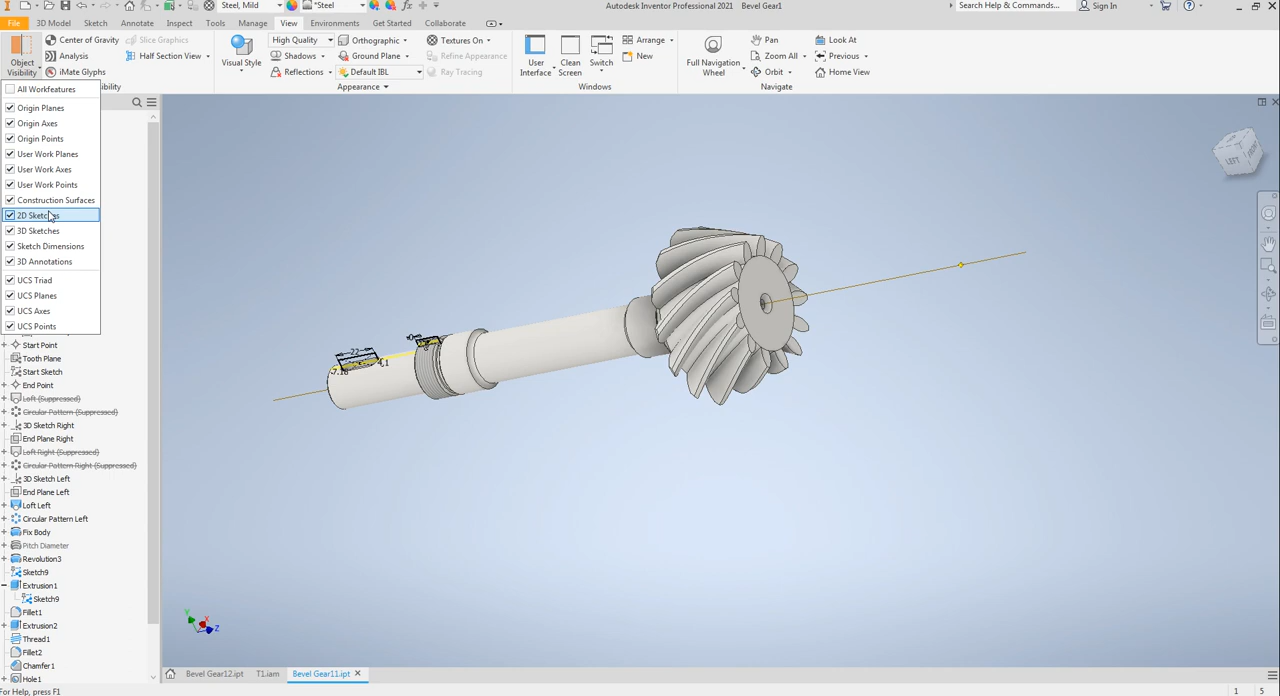 Steel, Mild
*Steel
Autodesk Inventor Professional 2021
Bevel Gear1
Search Help & Commands...
Sign In
File
3D Model
Sketch
Annotate
Inspect
Tools
Manage
View
Environments
Get Started
Collaborate
Object Visibility
Center of Gravity
Analysis
iMate Glyphs
Slice Graphics
Half Section View
Visual Style
High Quality
Shadows
Reflections
Orthographic
Ground Plane
Default IBL
Textures On
Refine Appearance
Ray Tracing
Appearance
User Interface
Clean Screen
Switch
Arrange
New
Windows
Full Navigation Wheel
Pan
Zoom All
Orbit
Look At
Previous
Home View
Navigate
All Workfeatures
Origin Planes
Origin Axes
Origin Points
User Work Planes
User Work Axes
User Work Points
Construction Surfaces
2D Sketches
3D Sketches
Sketch Dimensions
3D Annotations
UCS Triad
UCS Planes
UCS Axes
UCS Points
Start Point
Tooth Plane
Start Sketch
End Point
Loft (Suppressed)
Circular Pattern (Suppressed)
3D Sketch Right
End Plane Right
Loft Right (Suppressed)
Circular Pattern Right (Suppressed)
3D Sketch Left
End Plane Left
Loft Left
Circular Pattern Left
Fix Body
Pitch Diameter
Revolution3
Sketch9
Extrusion1
Sketch9
Fillet1
Extrusion2
Thread1
Fillet2
Chamfer1
Hole1
22
LEFT
FRONT
Y
X
Z
Bevel Gear12.ipt
T1.iam
Bevel Gear11.ipt
For Help, press F1
1
5